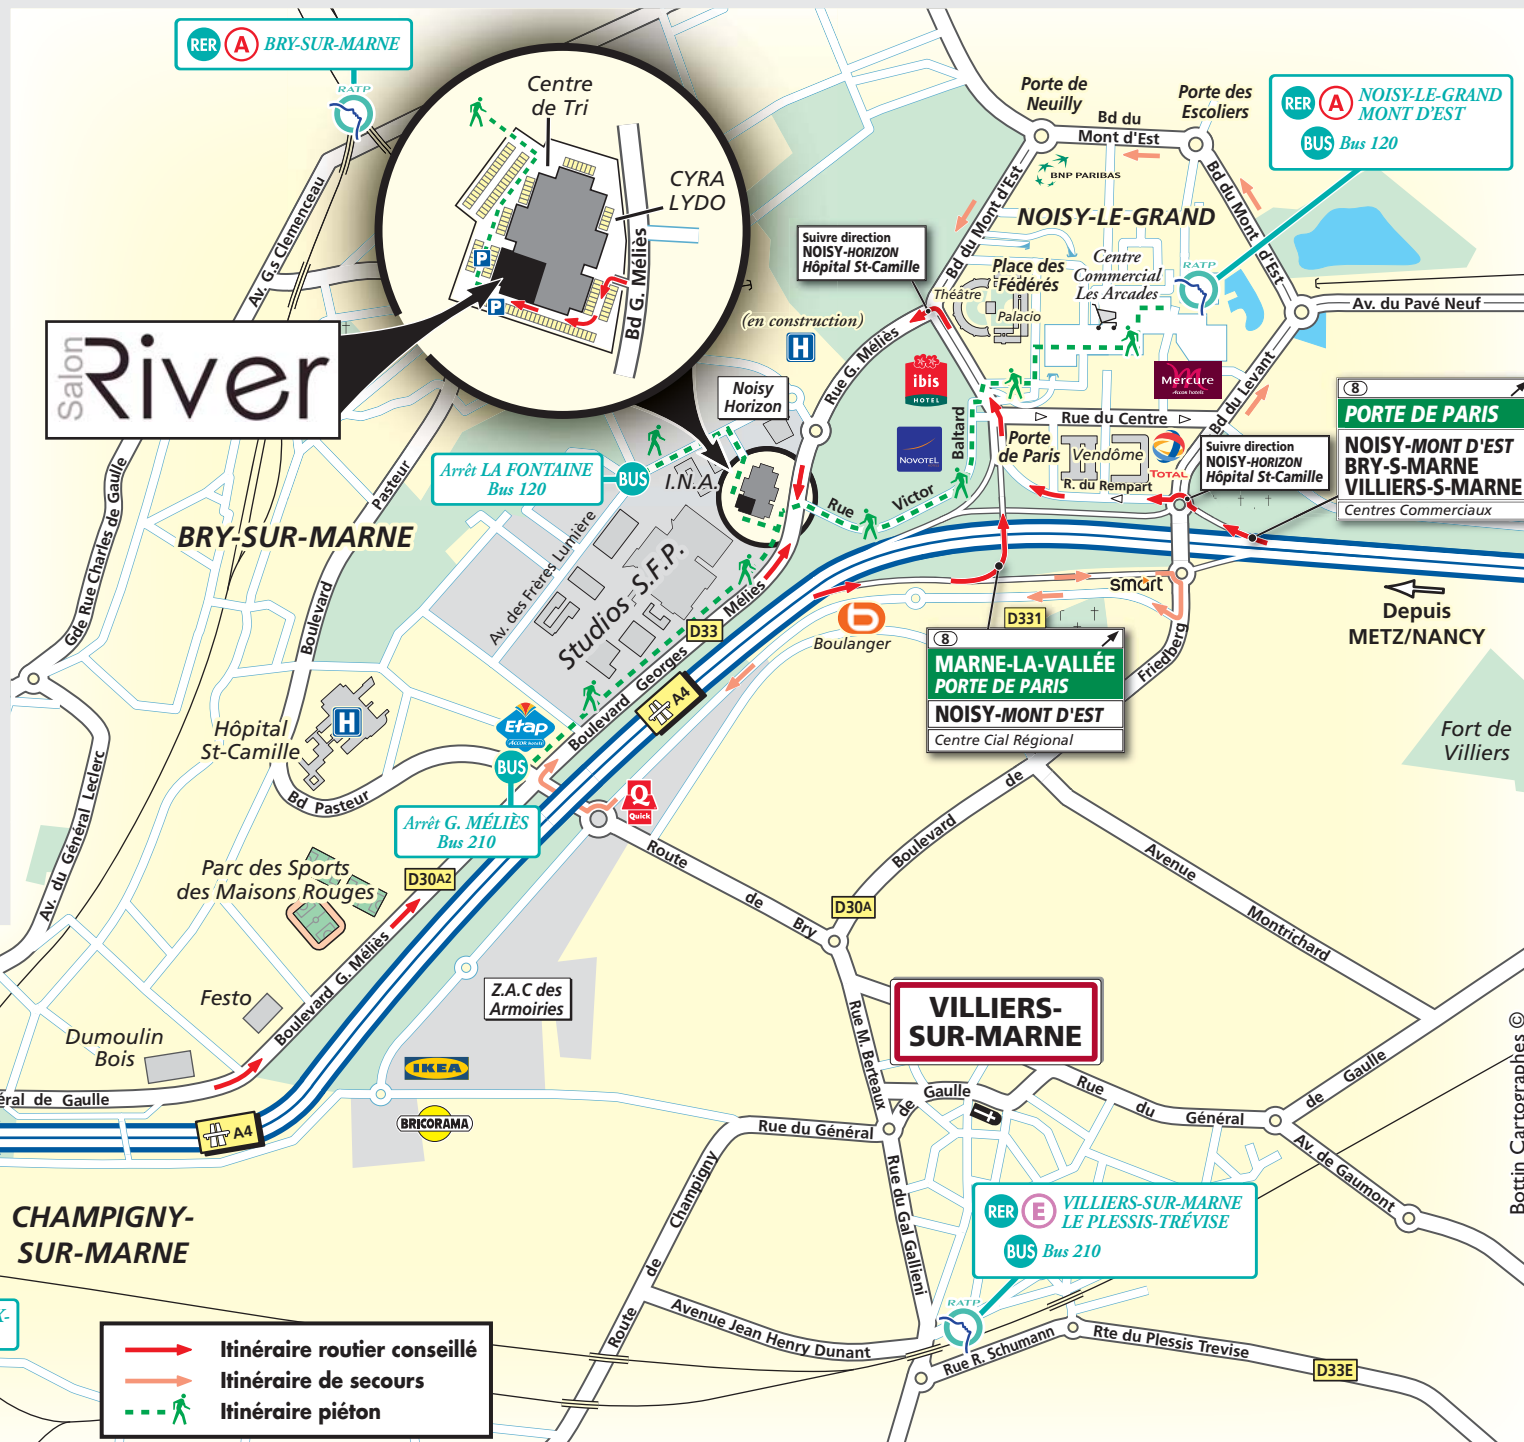 RER A BRY-SUR-MARNE
RATP
Centre
de Tri
CYRA
LYDO
Bd G. Méliès
P
P
Salon
River
Av. G.s Clemenceau
Porte de
Neuilly
Bd du
Mont d'Est
Porte des
Escoliers
RER A NOISY-LE-GRAND
MONT D'EST
BUS Bus 120
BNP PARIBAS
Bd du Mont d'Est
Bd du Mont d'Est
NOISY-LE-GRAND
Suivre direction
NOISY-HORIZON
Hôpital St-Camille
Place des
Fédérés
Théâtre
Palacio
Centre
Commercial
Les Arcades
RATP
Av. du Pavé Neuf
(en construction)
H
Rue G. Méliès
ibis
HOTEL
NOVOTEL
Mercure
Accor hotels
Bd du Levant
Noisy
Horizon
Baltard
Rue du Centre
Porte
de Paris
Vendôme
TOTAL
R. du Rempart
Suivre direction
NOISY-HORIZON
Hôpital St-Camille
8
PORTE DE PARIS
NOISY-MONT D'EST
BRY-S-MARNE
VILLIERS-S-MARNE
Centres Commerciaux
Arrêt LA FONTAINE
Bus 120
BUS
I.N.A.
Rue Victor
Gde Rue Charles de Gaulle
Boulevard Pasteur
BRY-SUR-MARNE
Av. des Frères Lumière
Studios S.F.P.
Boulevard Georges Méliès
D33
A4
smart
Boulanger
D331
Depuis
METZ/NANCY
8
MARNE-LA-VALLÉE
PORTE DE PARIS
NOISY-MONT D'EST
Centre Cial Régional
Boulevard de Friedberg
Fort de
Villiers
Hôpital
St-Camille
H
Etap
ACCOR hotels
BUS
Bd Pasteur
Arrêt G. MÉLIÈS
Bus 210
Q
Quick
Av. du Général Leclerc
Parc des Sports
des Maisons Rouges
D30A2
Route de Bry
D30A
Avenue Montrichard
Boulevard G. Méliès
Festo
Dumoulin
Bois
Z.A.C des
Armoiries
VILLIERS-
SUR-MARNE
Rue M. Berteaux
IKEA
BRICORAMA
éral de Gaulle
A4
Rue du Général de Gaulle
Rue du Général de Gaulle
Av. de Gaumont
Rue du Gal Gallieni
Route de Champigny
CHAMPIGNY-
SUR-MARNE
RER E VILLIERS-SUR-MARNE
LE PLESSIS-TRÉVISE
BUS Bus 210
RATP
Avenue Jean Henry Dunant
Rue R. Schumann
Rte du Plessis Trevise
D33E
X-
Itinéraire routier conseillé
Itinéraire de secours
Itinéraire piéton
Bottin Cartographes ©